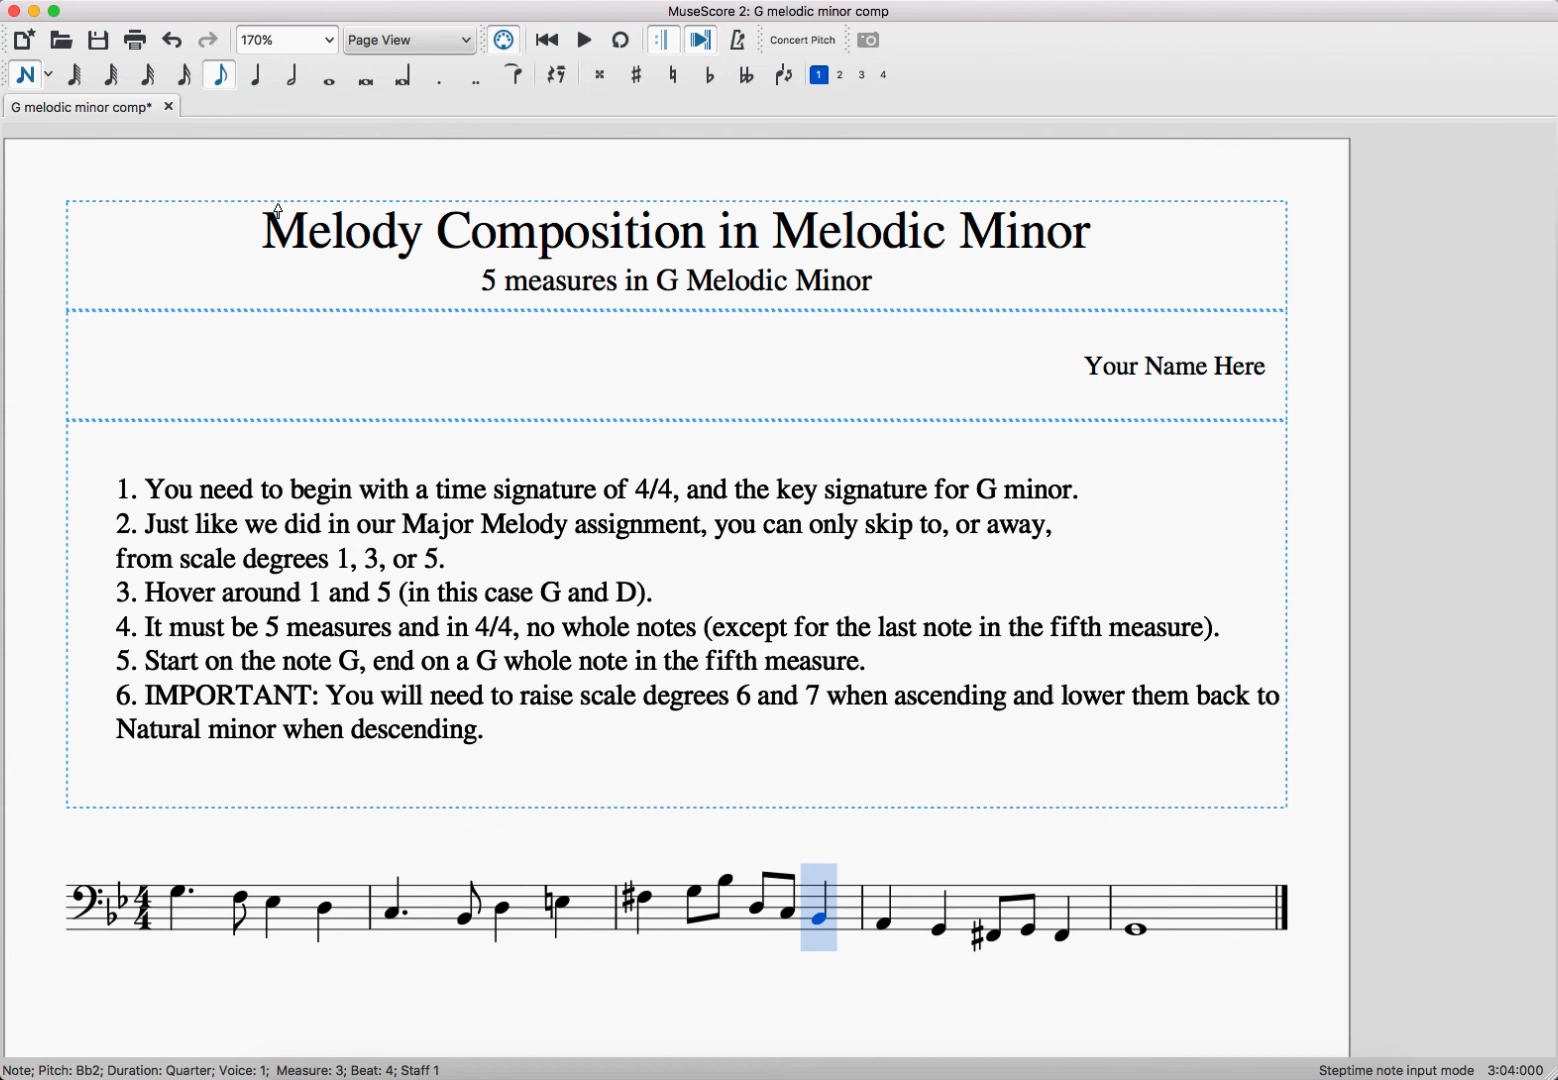 MuseScore 2: G melodic minor comp
170%
Page View
Concert Pitch
N
1 2 3 4
G melodic minor comp*
Melody Composition in Melodic Minor
5 measures in G Melodic Minor
Your Name Here
1. You need to begin with a time signature of 4/4, and the key signature for G minor.
2. Just like we did in our Major Melody assignment, you can only skip to, or away,
from scale degrees 1, 3, or 5.
3. Hover around 1 and 5 (in this case G and D).
4. It must be 5 measures and in 4/4, no whole notes (except for the last note in the fifth measure).
5. Start on the note G, end on a G whole note in the fifth measure.
6. IMPORTANT: You will need to raise scale degrees 6 and 7 when ascending and lower them back to
Natural minor when descending.
4
4
Note; Pitch: Bb2; Duration: Quarter; Voice: 1;  Measure: 3; Beat: 4; Staff 1
Steptime note input mode 3:04:000